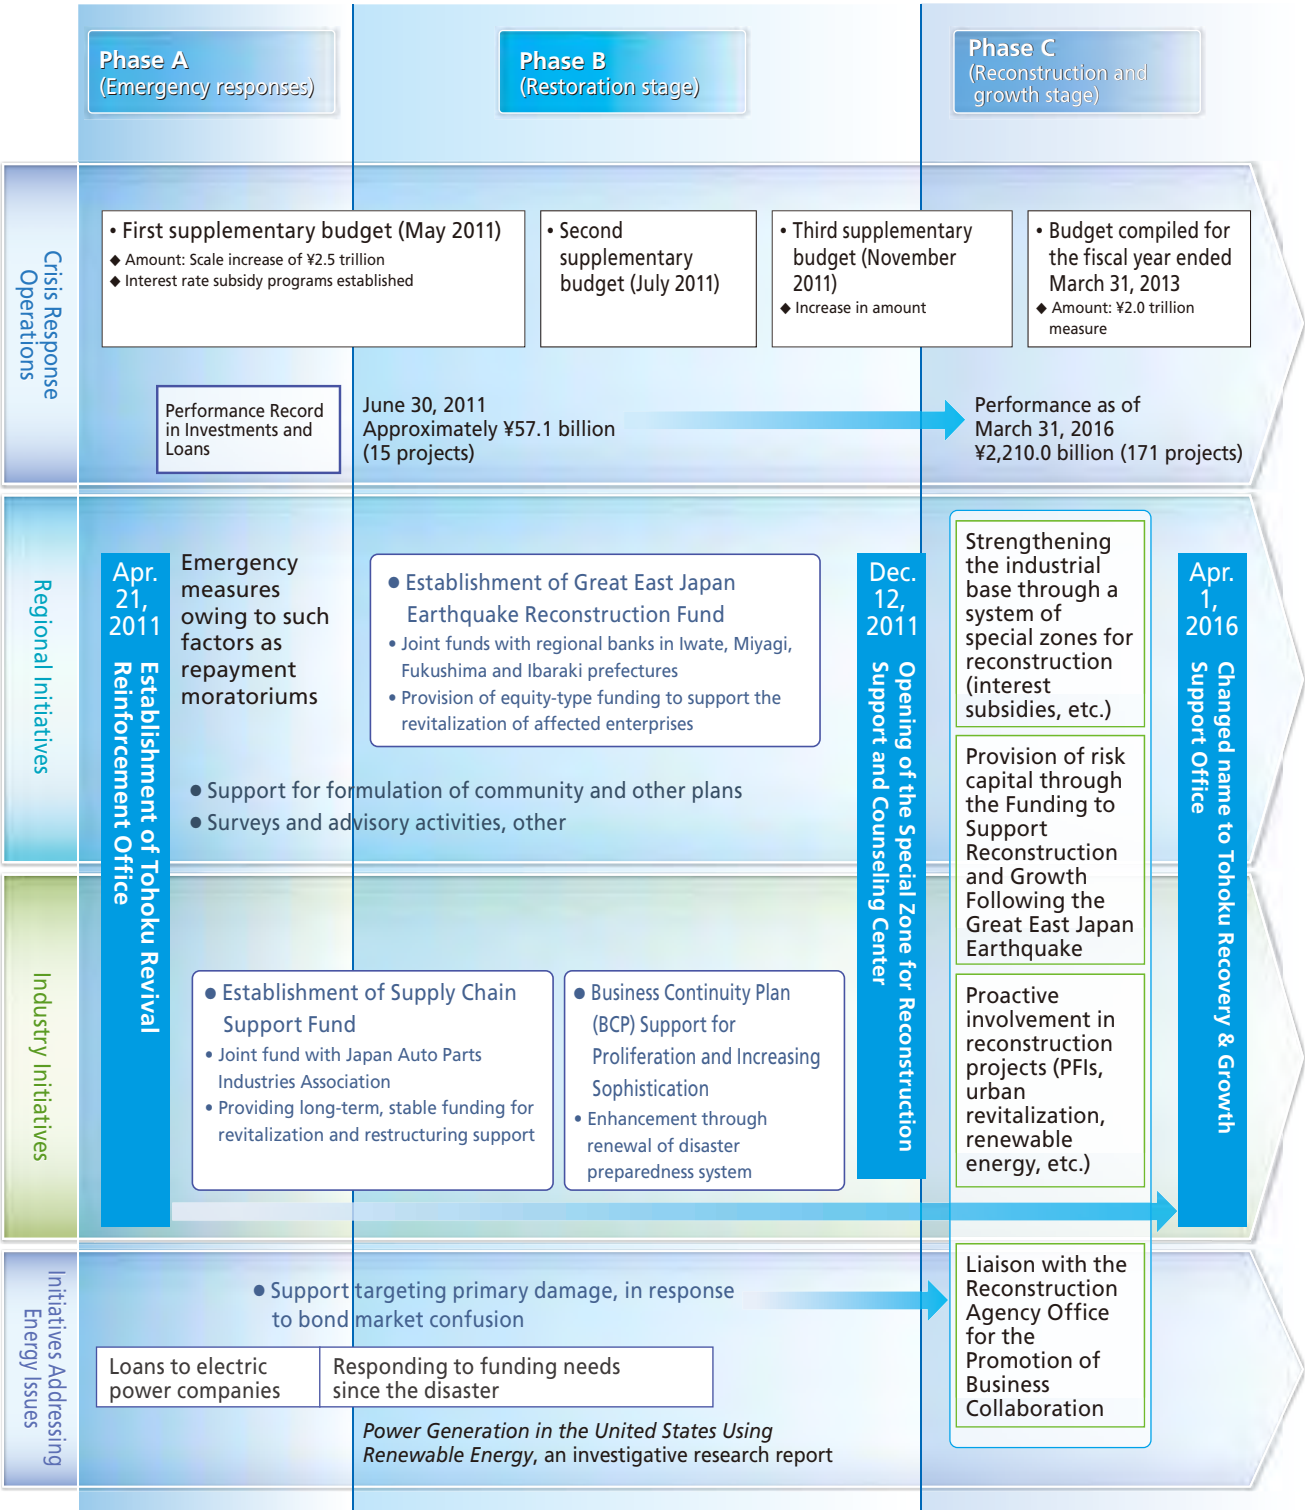 Phase A
(Emergency responses)
Phase B
(Restoration stage)
Phase C
(Reconstruction and
growth stage)
Crisis Response
Operations
• First supplementary budget (May 2011)
◆ Amount: Scale increase of ¥2.5 trillion
◆ Interest rate subsidy programs established
• Second
supplementary
budget (July 2011)
• Third supplementary
budget (November
2011)
◆ Increase in amount
• Budget compiled for
the fiscal year ended
March 31, 2013
◆ Amount: ¥2.0 trillion
measure
Performance Record
in Investments and
Loans
June 30, 2011
Approximately ¥57.1 billion
(15 projects)
Performance as of
March 31, 2016
¥2,210.0 billion (171 projects)
Regional Initiatives
Apr.
21,
2011
Establishment of Tohoku Revival
Reinforcement Office
Emergency
measures
owing to such
factors as
repayment
moratoriums
● Establishment of Great East Japan
Earthquake Reconstruction Fund
• Joint funds with regional banks in Iwate, Miyagi,
Fukushima and Ibaraki prefectures
• Provision of equity-type funding to support the
revitalization of affected enterprises
● Support for formulation of community and other plans
● Surveys and advisory activities, other
Dec.
12,
2011
Opening of the Special Zone for Reconstruction
Support and Counseling Center
Strengthening
the industrial
base through a
system of
special zones for
reconstruction
(interest
subsidies, etc.)
Provision of risk
capital through
the Funding to
Support
Reconstruction
and Growth
Following the
Great East Japan
Earthquake
Apr.
1,
2016
Changed name to Tohoku Recovery & Growth
Support Office
Industry Initiatives
● Establishment of Supply Chain
Support Fund
• Joint fund with Japan Auto Parts
Industries Association
• Providing long-term, stable funding for
revitalization and restructuring support
● Business Continuity Plan
(BCP) Support for
Proliferation and Increasing
Sophistication
• Enhancement through
renewal of disaster
preparedness system
Proactive
involvement in
reconstruction
projects (PFIs,
urban
revitalization,
renewable
energy, etc.)
Initiatives Addressing
Energy Issues
● Support targeting primary damage, in response
to bond market confusion
Loans to electric
power companies
Responding to funding needs
since the disaster
Power Generation in the United States Using
Renewable Energy, an investigative research report
Liaison with the
Reconstruction
Agency Office
for the
Promotion of
Business
Collaboration